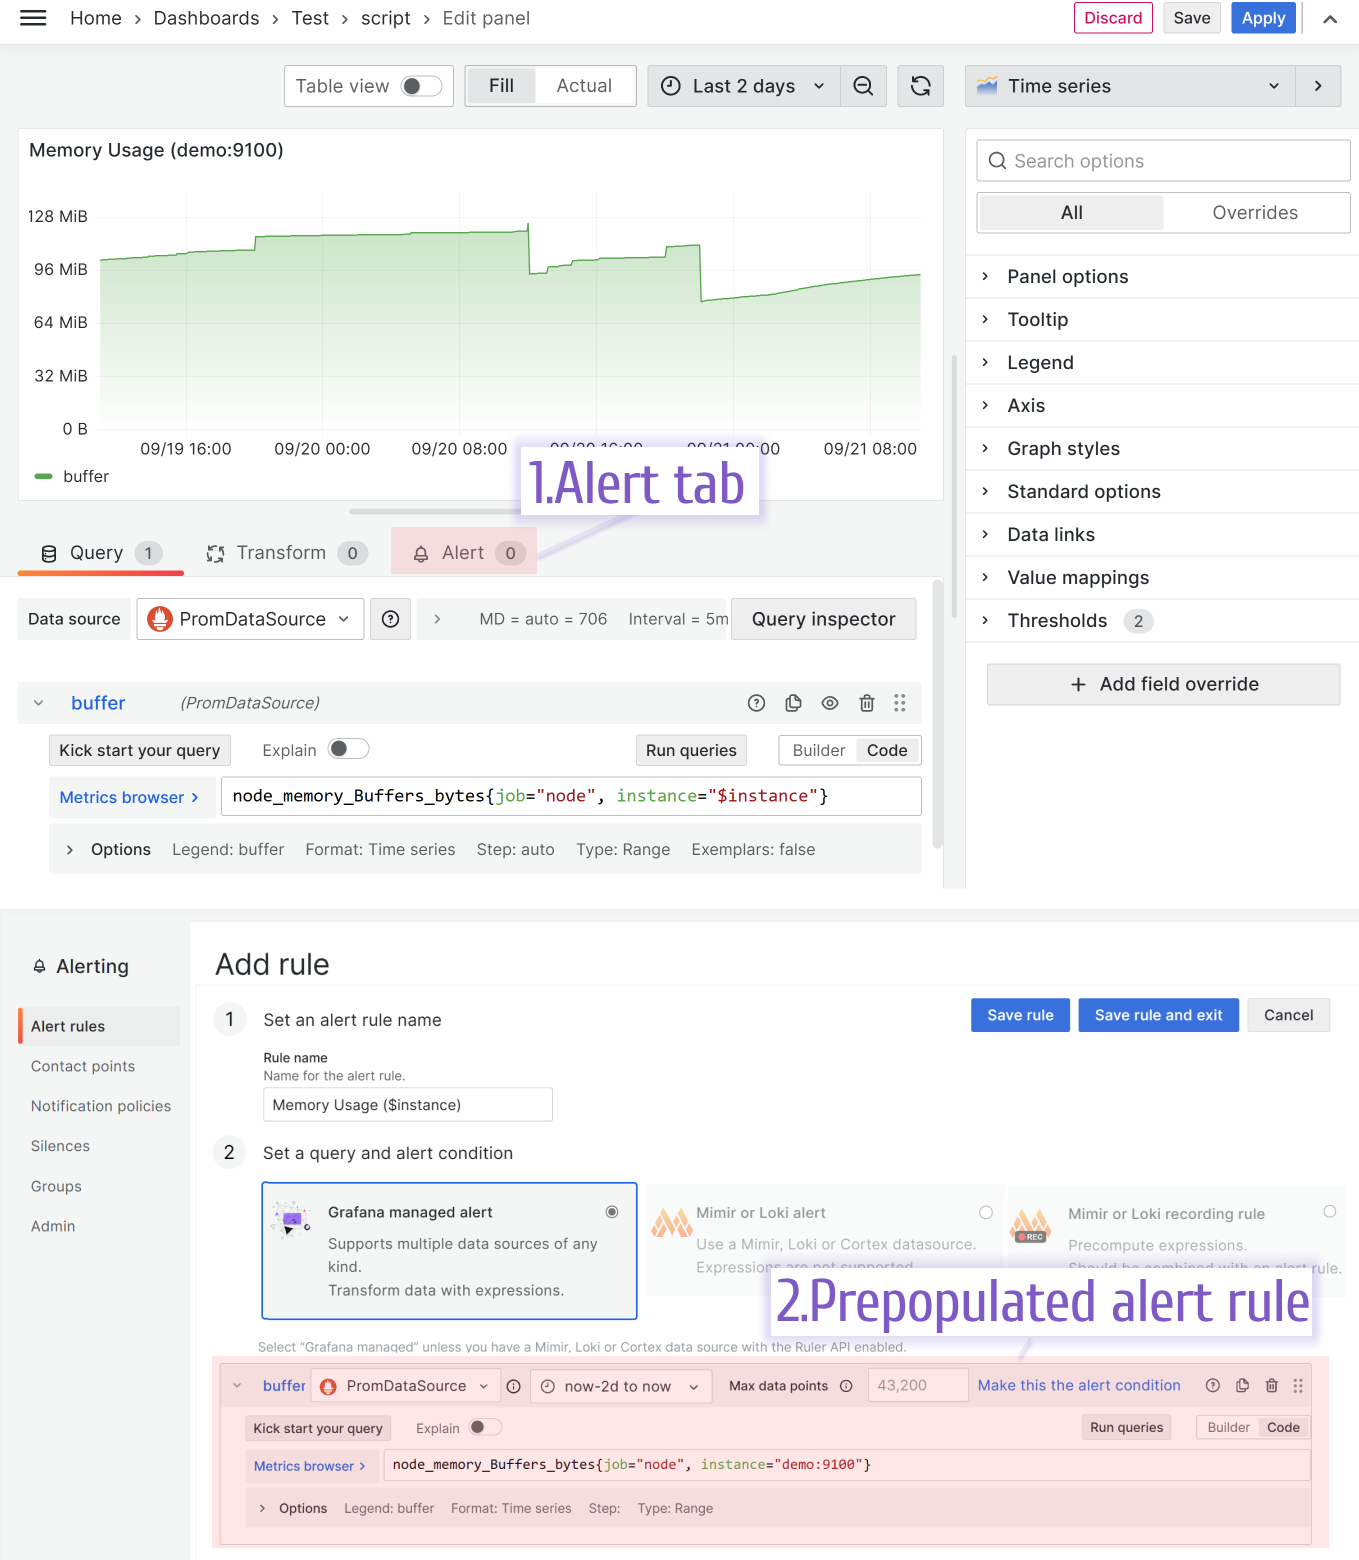 Home › Dashboards › Test › script › Edit panel
Discard Save Apply
Table view Fill Actual Last 2 days Time series
Memory Usage (demo:9100)
128 MiB
96 MiB
64 MiB
32 MiB
0 B
09/19 16:00 09/20 00:00 09/20 08:00 09/20 16:00 09/21 00:00 09/21 08:00
buffer
1.Alert tab
Search options
All Overrides
Panel options
Tooltip
Legend
Axis
Graph styles
Standard options
Data links
Value mappings
Thresholds 2
+ Add field override
Query 1 Transform 0 Alert 0
Data source PromDataSource MD = auto = 706 Interval = 5m Query inspector
buffer (PromDataSource)
Kick start your query Explain Run queries Builder Code
Metrics browser > node_memory_Buffers_bytes{job="node", instance="$instance"}
Options Legend: buffer Format: Time series Step: auto Type: Range Exemplars: false
Alerting
Alert rules
Contact points
Notification policies
Silences
Groups
Admin
Add rule
1 Set an alert rule name
Save rule Save rule and exit Cancel
Rule name
Name for the alert rule.
Memory Usage ($instance)
2 Set a query and alert condition
Grafana managed alert
Supports multiple data sources of any
kind.
Transform data with expressions.
Mimir or Loki alert
Use a Mimir, Loki or Cortex datasource.
Expressions are not supported.
REC
Mimir or Loki recording rule
Precompute expressions.
Should be combined with an alert rule.
2.Prepopulated alert rule
Select “Grafana managed” unless you have a Mimir, Loki or Cortex data source with the Ruler API enabled.
buffer PromDataSource now-2d to now Max data points 43,200 Make this the alert condition
Kick start your query Explain Run queries Builder Code
Metrics browser > node_memory_Buffers_bytes{job="node", instance="demo:9100"}
Options Legend: buffer Format: Time series Step: Type: Range